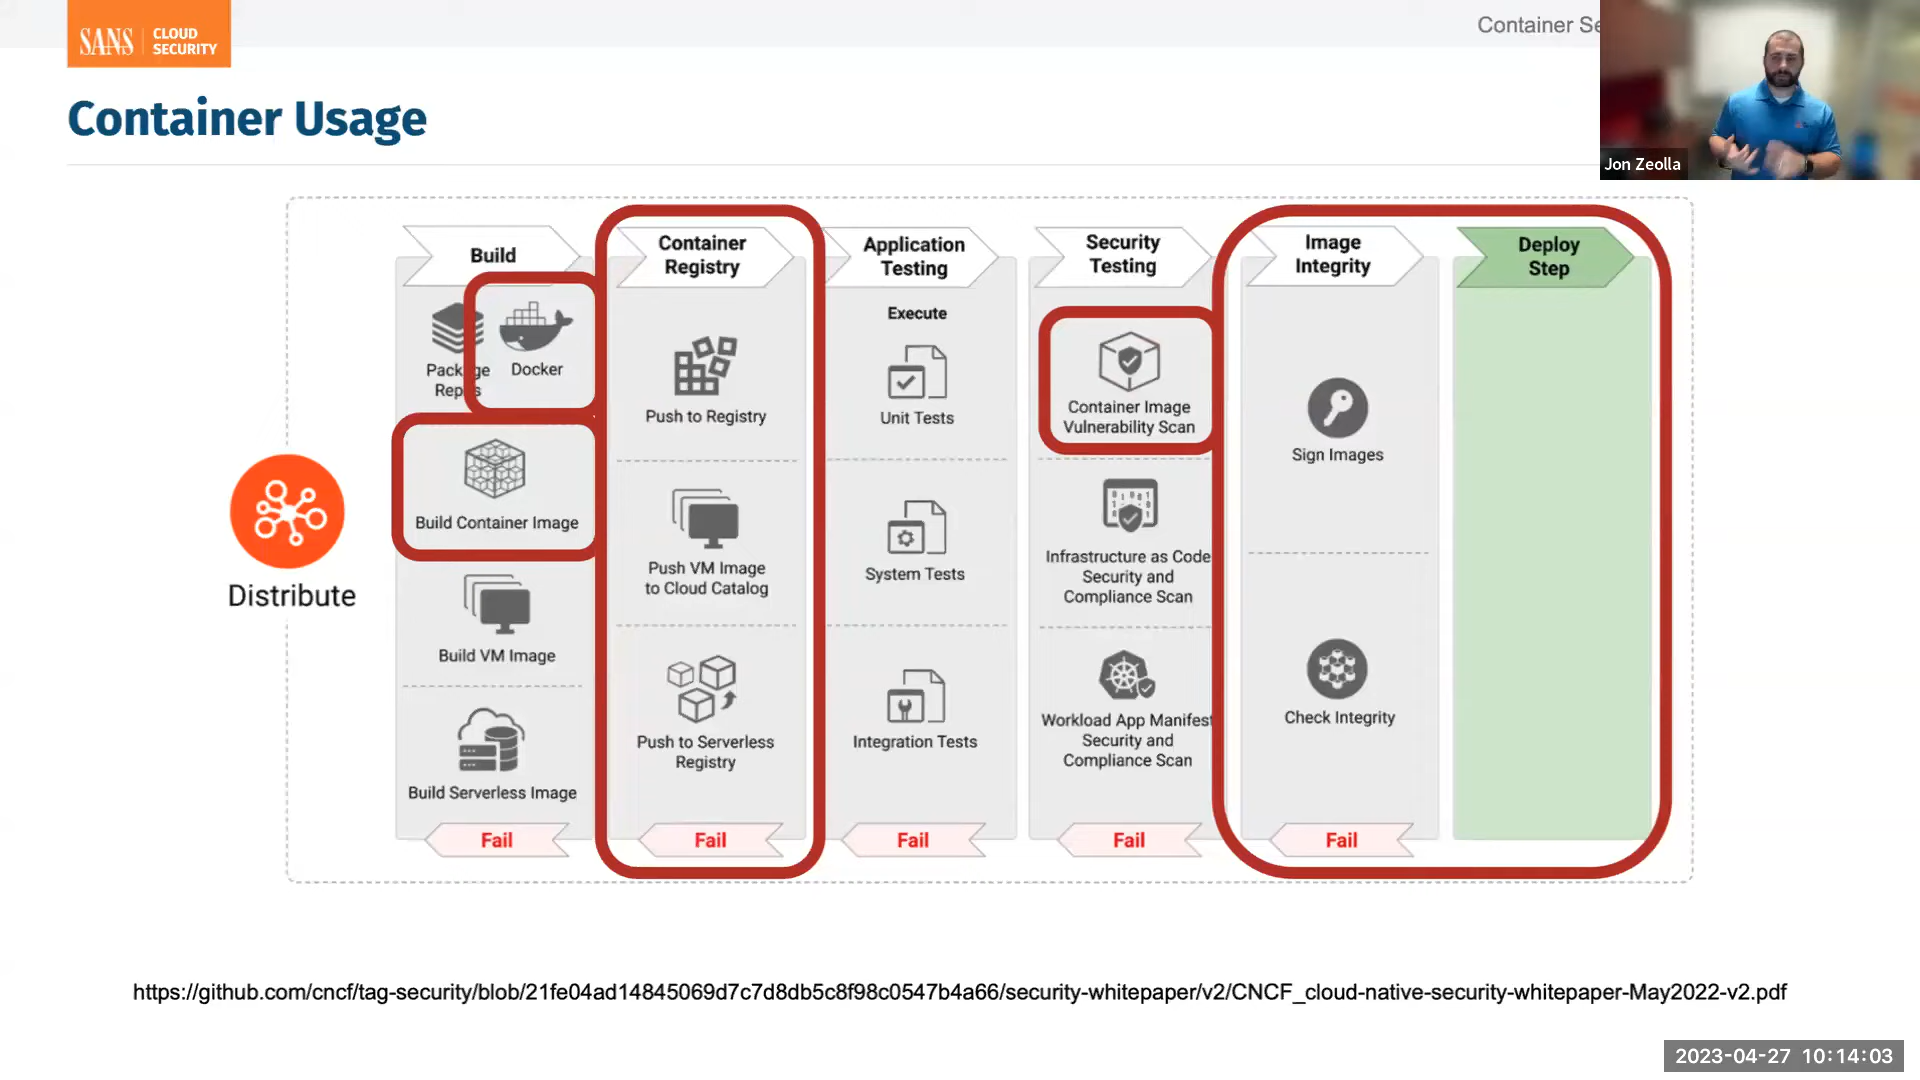 SANS
CLOUD
SECURITY
Container
Jon Zeolla
Container Usage
Distribute
Build
Package
Repos
Docker
Build Container Image
Build VM Image
Build Serverless Image
Fail
Container
Registry
Push to Registry
Push VM Image
to Cloud Catalog
Push to Serverless
Registry
Fail
Application
Testing
Execute
Unit Tests
System Tests
Integration Tests
Fail
Security
Testing
Container Image
Vulnerability Scan
Infrastructure as Code
Security and
Compliance Scan
Workload App Manifest
Security and
Compliance Scan
Fail
Image
Integrity
Sign Images
Check Integrity
Fail
Deploy
Step
https://github.com/cncf/tag-security/blob/21fe04ad14845069d7c7d8db5c8f98c0547b4a66/security-whitepaper/v2/CNCF_cloud-native-security-whitepaper-May2022-v2.pdf
2023-04-27 10:14:03